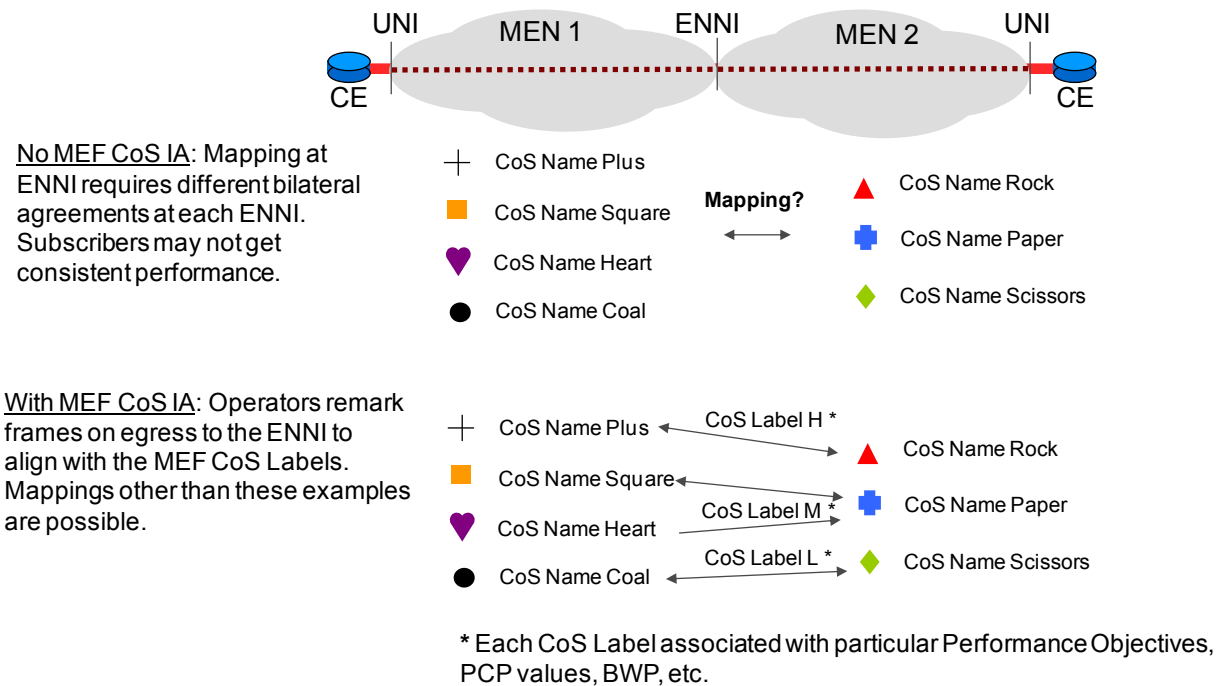 UNI MEN 1 ENNI MEN 2 UNI
CE CE
No MEF CoS IA: Mapping at
ENNI requires different bilateral
agreements at each ENNI.
Subscribers may not get
consistent performance.
CoS Name Plus
CoS Name Square
CoS Name Heart
CoS Name Coal
Mapping?
CoS Name Rock
CoS Name Paper
CoS Name Scissors
With MEF CoS IA: Operators remark
frames on egress to the ENNI to
align with the MEF CoS Labels.
Mappings other than these examples
are possible.
CoS Name Plus
CoS Name Square
CoS Name Heart
CoS Name Coal
CoS Label H *
CoS Label M *
CoS Label L *
CoS Name Rock
CoS Name Paper
CoS Name Scissors
* Each CoS Label associated with particular Performance Objectives,
PCP values, BWP, etc.